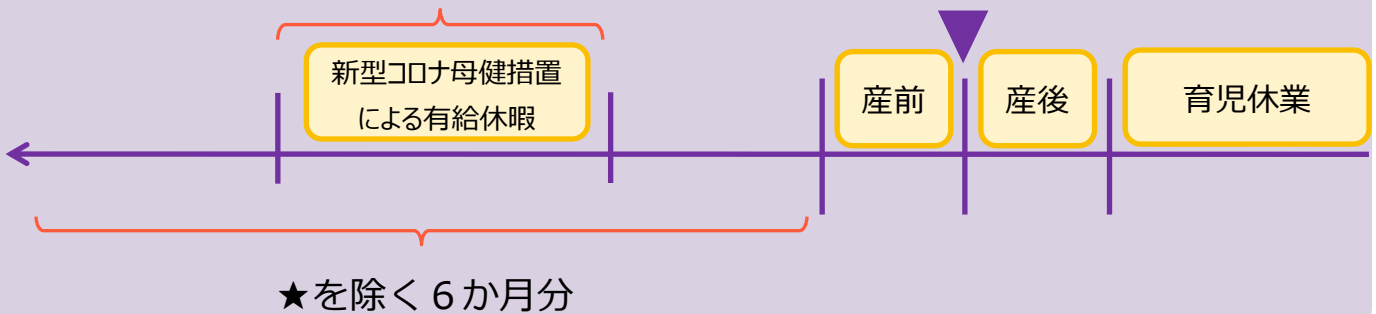 新型コロナ母健措置
による有給休暇
産前
産後
育児休業
★を除く６か月分